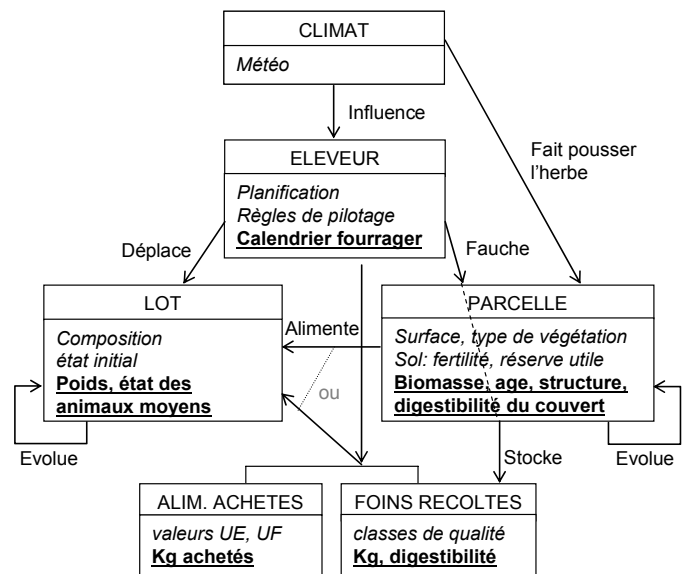 CLIMAT
Météo
Influence
Fait pousser
l'herbe
ELEVEUR
Planification
Règles de pilotage
Calendrier fourrager
Déplace
Fauche
LOT
Composition
état initial
Poids, état des
animaux moyens
Alimente
ou
PARCELLE
Surface, type de végétation
Sol: fertilité, réserve utile
Biomasse, age, structure,
digestibilité du couvert
Evolue
Stocke
Evolue
ALIM. ACHETES
valeurs UE, UF
Kg achetés
FOINS RECOLTES
classes de qualité
Kg, digestibilité